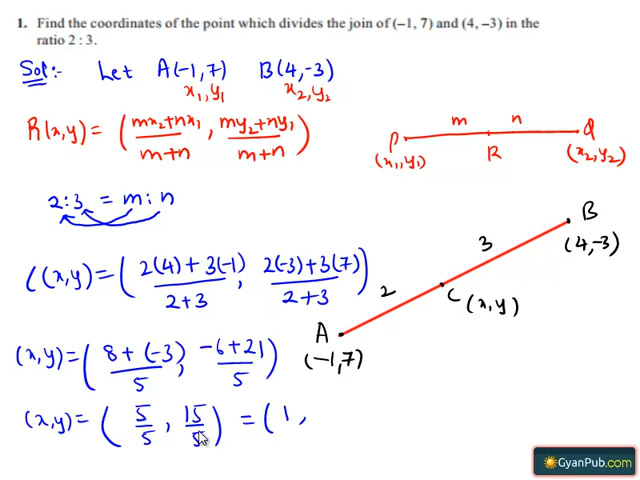 1. Find the coordinates of the point which divides the join of (–1, 7) and (4, –3) in the
ratio 2 : 3.
Sol:- Let A(-1,7) B(4,-3)
x₁,y₁ x₂,y₂
R(x,y) = (mx₂+nx₁/m+n, my₂+ny₁/m+n)
m n
P R Q
(x₁,y₁) (x₂,y₂)
2:3 = m:n
C(x,y) = (2(4)+3(-1)/2+3, 2(-3)+3(7)/2+3)
(x,y) = (8+(-3)/5, -6+21/5)
(x,y) = (5/5, 15/5) = (1,
B
(4,-3)
3
2
C (x,y)
A
(-1,7)
GyanPub.com